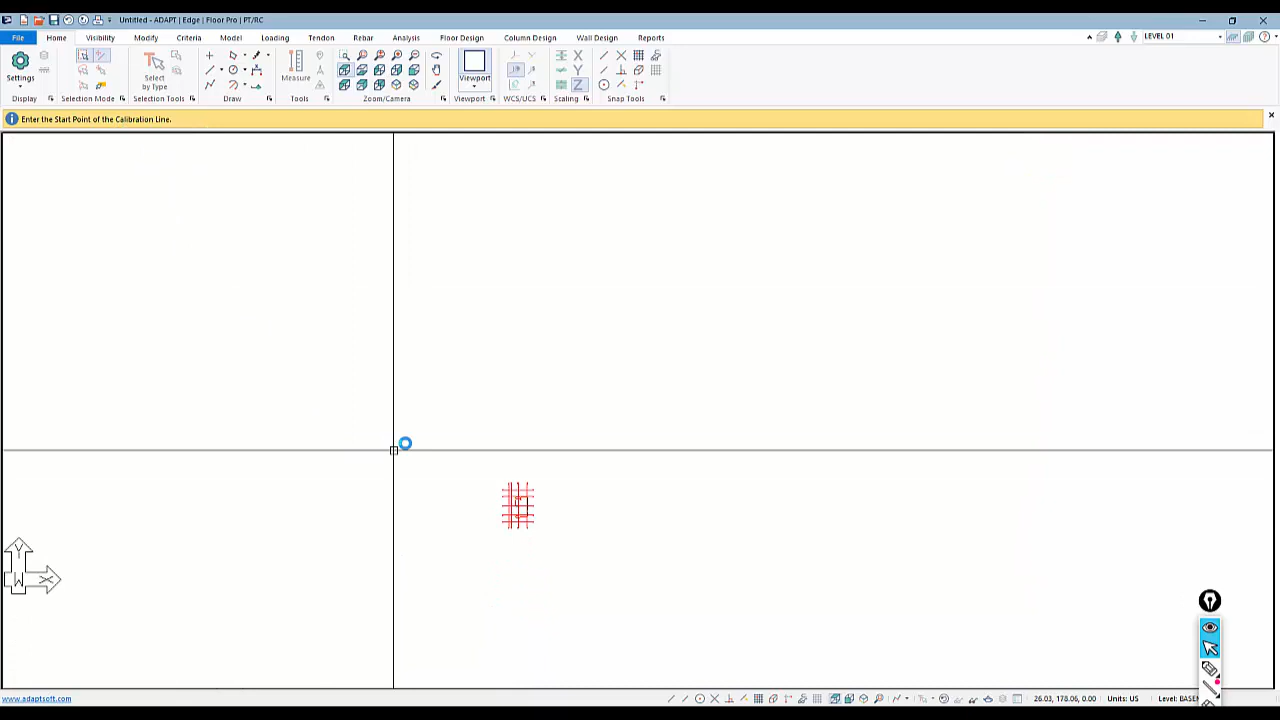 Untitled - ADAPT | Edge | Floor Pro | PT/RC
File Home Visibility Modify Criteria Model Loading Tendon Rebar Analysis Floor Design Column Design Wall Design Reports
LEVEL 01
Settings
Select
by Type
Measure
Viewport
Display Selection Mode Selection Tools Draw Tools Zoom/Camera Viewport WCS/UCS Scaling Snap Tools
Enter the Start Point of the Calibration Line.
Y
W X
www.adaptsoft.com
26.03, 178.06, 0.00 Units: US Level: BASEM